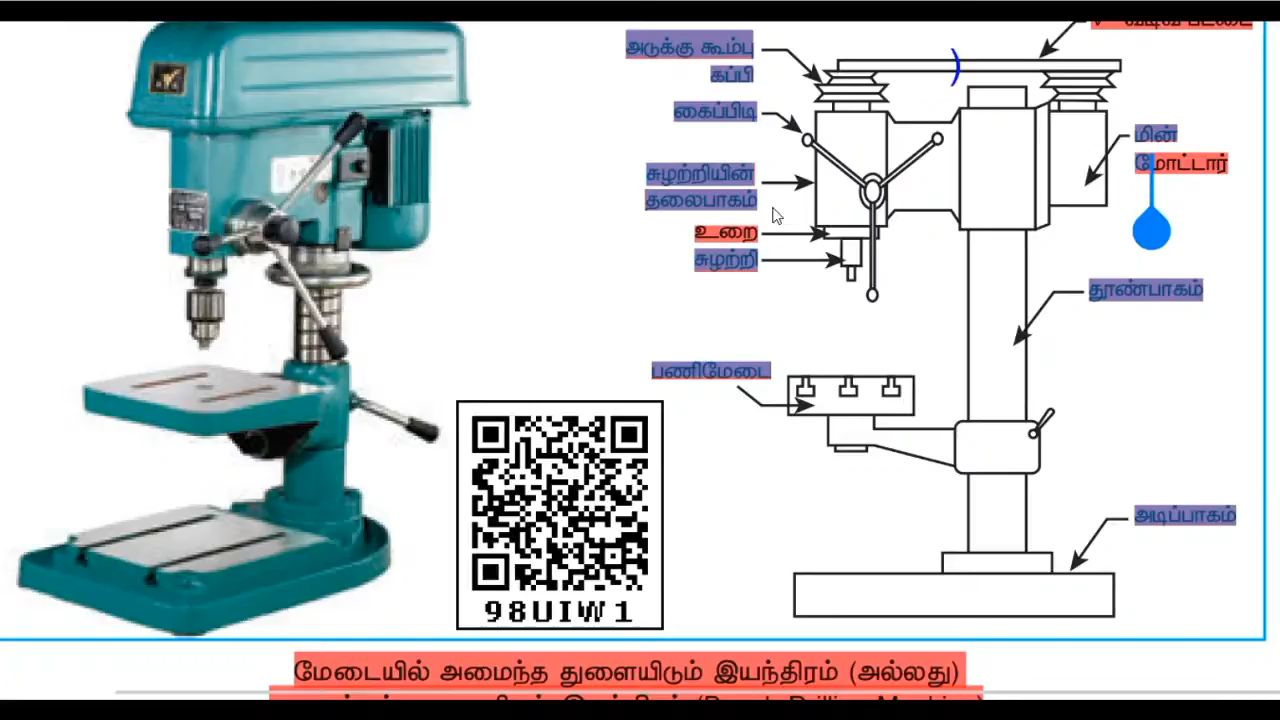 அடுக்கு கூம்பு
கப்பி
கைப்பிடி
சுழற்றியின்
தலைபாகம்
உறை
சுழற்றி
மின்
மோட்டார்
தூண்பாகம்
பணிமேடை
அடிப்பாகம்
98UIW1
மேடையில் அமைந்த துளையிடும் இயந்திரம் (அல்லது)